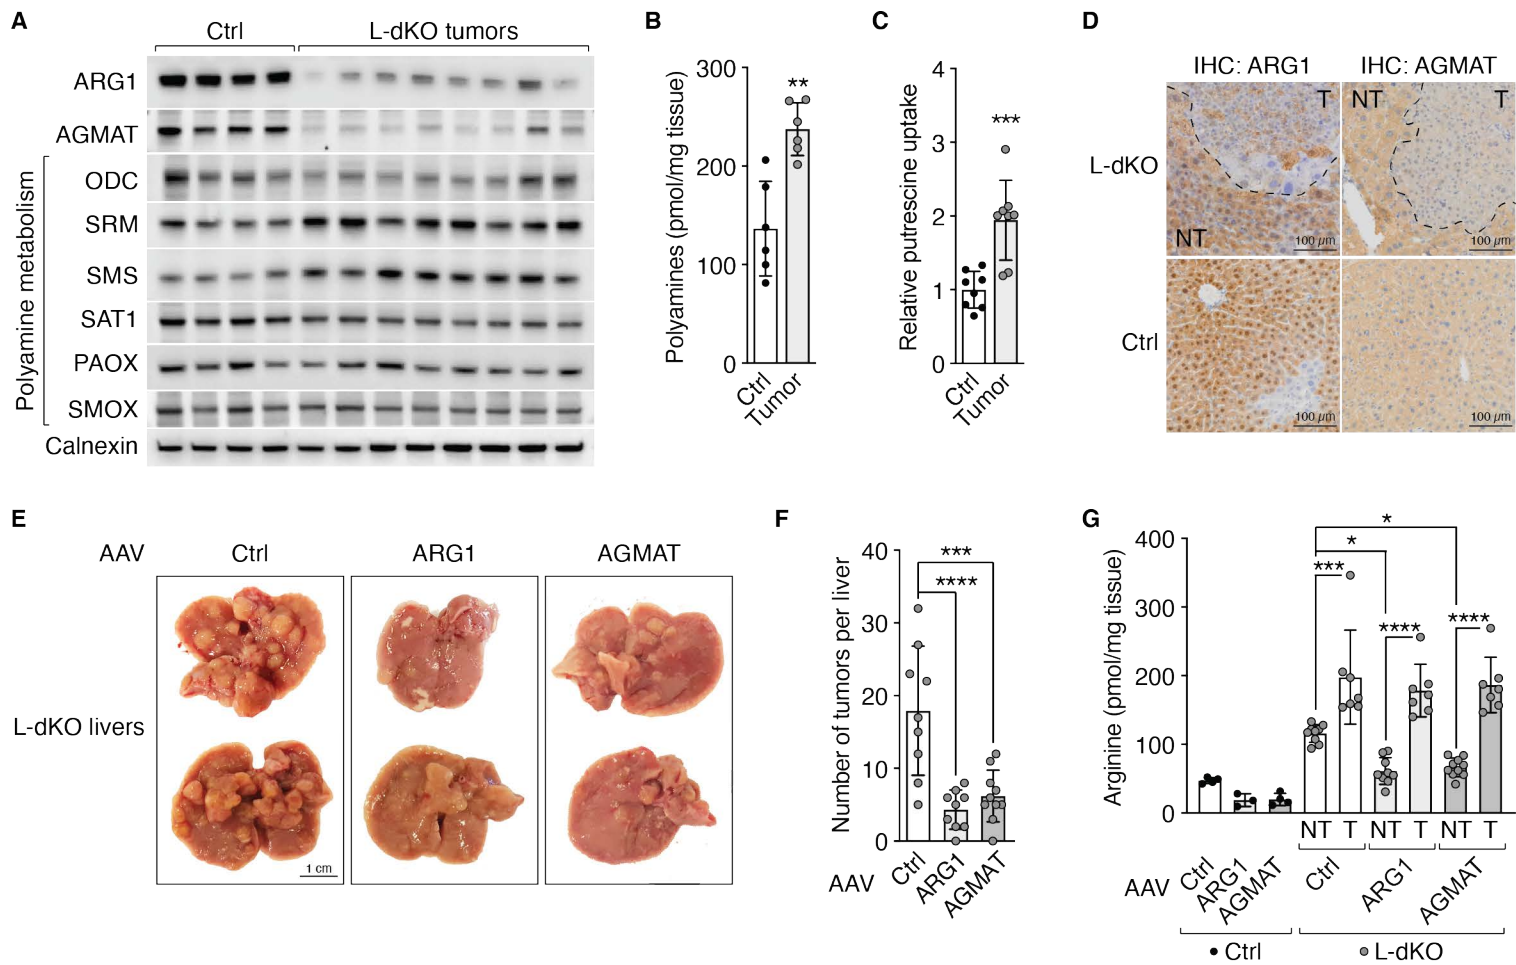 A
Ctrl
L-dKO tumors
ARG1
AGMAT
Polyamine metabolism
ODC
SRM
SMS
SAT1
PAOX
SMOX
Calnexin
B
Polyamines (pmol/mg tissue)
300
200
100
0
**
Ctrl
Tumor
C
Relative putrescine uptake
4
3
2
1
0
***
Ctrl
Tumor
D
IHC: ARG1
IHC: AGMAT
L-dKO
T
NT
100 µm
NT
T
100 µm
Ctrl
100 µm
100 µm
E
AAV
Ctrl
ARG1
AGMAT
L-dKO livers
1 cm
F
Number of tumors per liver
40
30
20
10
0
***
****
AAV
Ctrl
ARG1
AGMAT
G
Arginine (pmol/mg tissue)
400
300
200
100
0
*
*
***
****
****
NT T NT T NT T
AAV
Ctrl
ARG1
AGMAT
Ctrl
ARG1
AGMAT
Ctrl
L-dKO